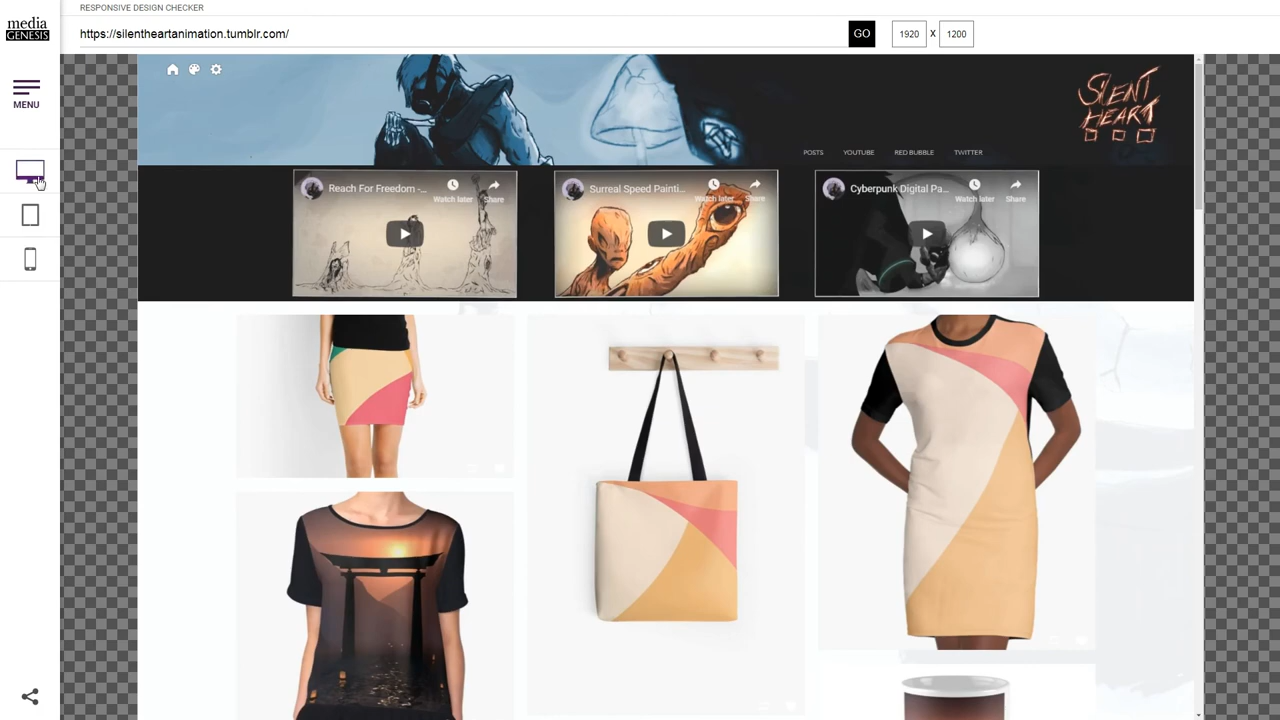 RESPONSIVE DESIGN CHECKER
media
GENESIS
https://silentheartanimation.tumblr.com/
GO
1920 X 1200
MENU
SILENT
HEART
POSTS YOUTUBE RED BUBBLE TWITTER
Reach For Freedom -... Watch later Share
Surreal Speed Painti... Watch later Share
Cyberpunk Digital Pa... Watch later Share